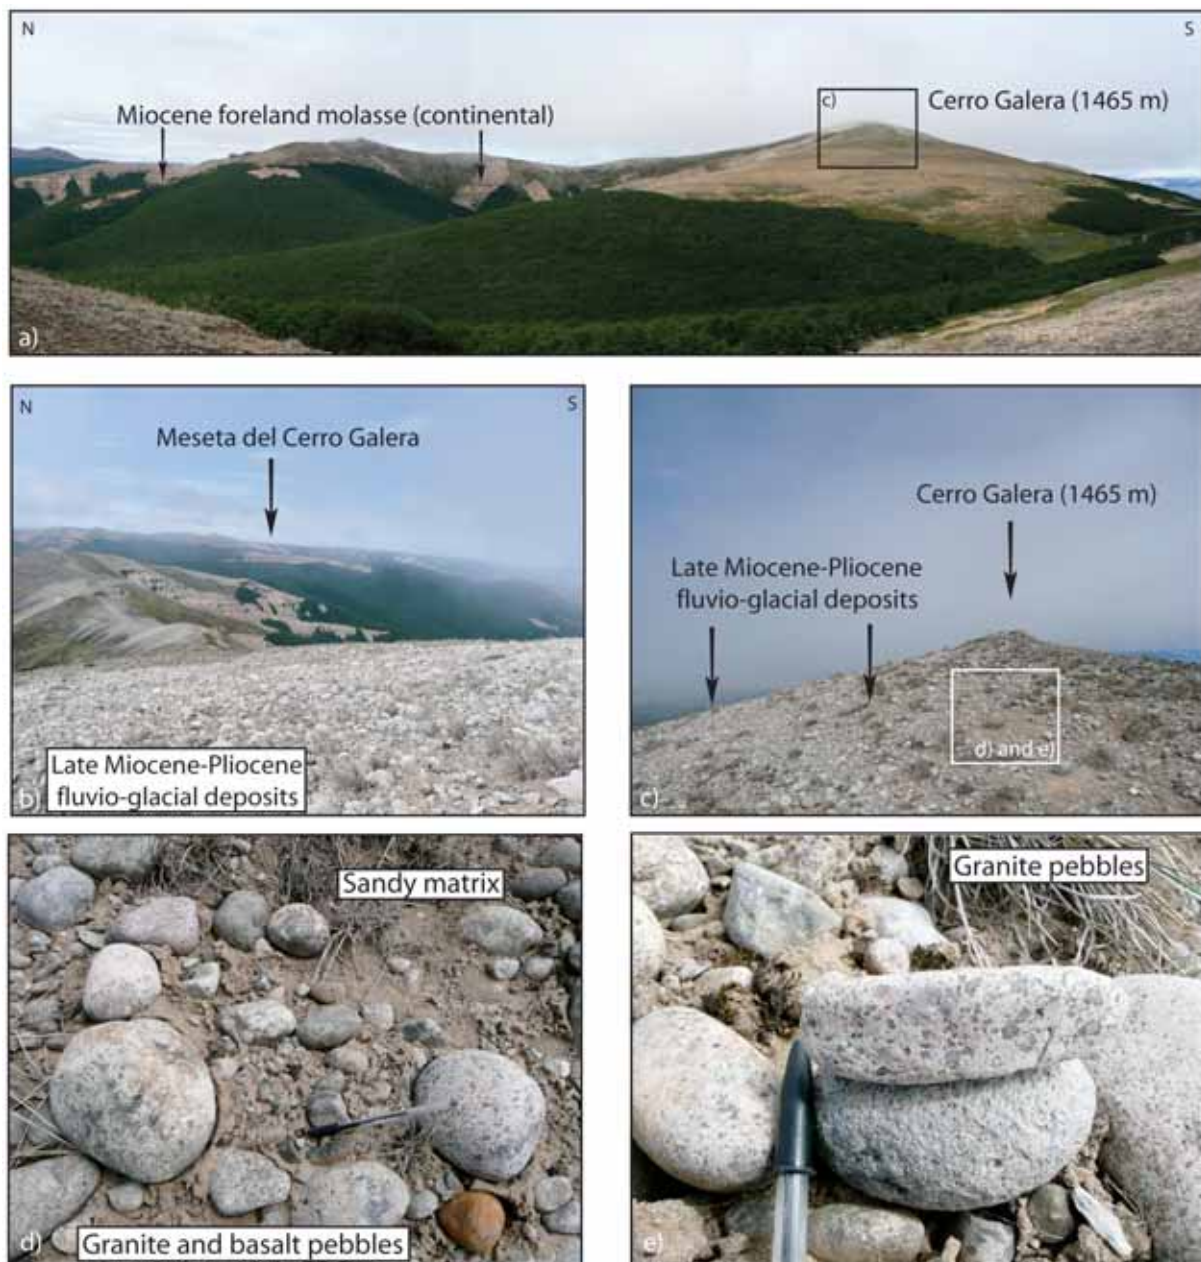 N
S
c)
Miocene foreland molasse (continental)
Cerro Galera (1465 m)
a)
N
S
Meseta del Cerro Galera
Late Miocene-Pliocene
fluvio-glacial deposits
b)
Cerro Galera (1465 m)
Late Miocene-Pliocene
fluvio-glacial deposits
d) and e)
c)
Sandy matrix
Granite and basalt pebbles
d)
Granite pebbles
e)